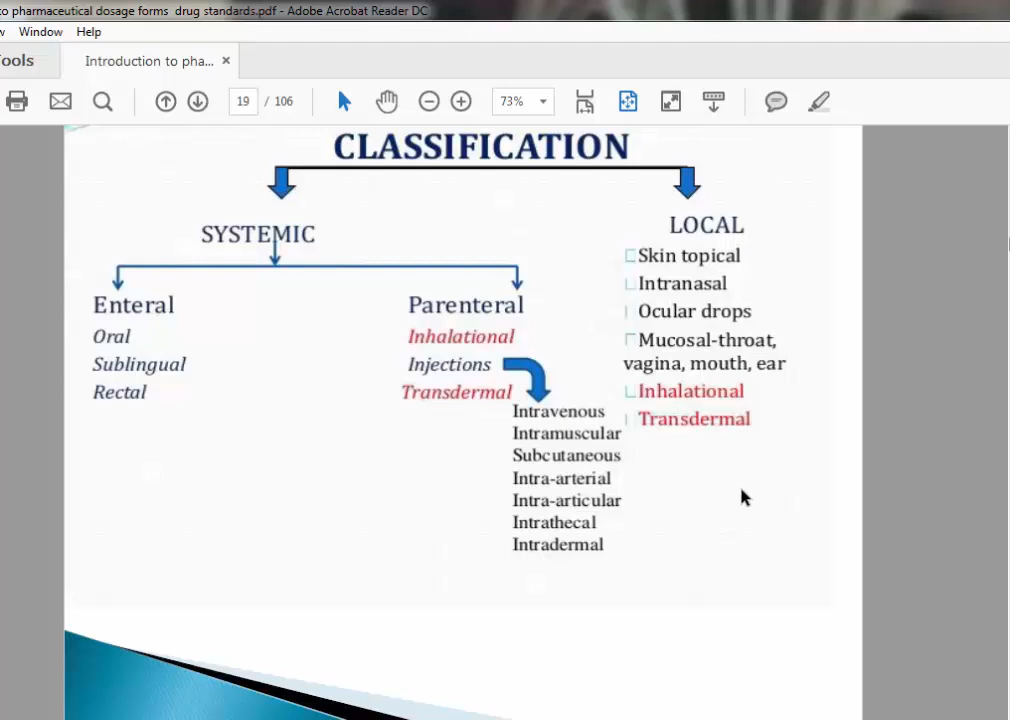 to pharmaceutical dosage forms drug standards.pdf - Adobe Acrobat Reader DC
w Window Help
ools
Introduction to pha... ×
19 / 106
73%
CLASSIFICATION
SYSTEMIC
LOCAL
Skin topical
Intranasal
Ocular drops
Mucosal-throat,
vagina, mouth, ear
Inhalational
Transdermal
Enteral
Oral
Sublingual
Rectal
Parenteral
Inhalational
Injections
Transdermal
Intravenous
Intramuscular
Subcutaneous
Intra-arterial
Intra-articular
Intrathecal
Intradermal